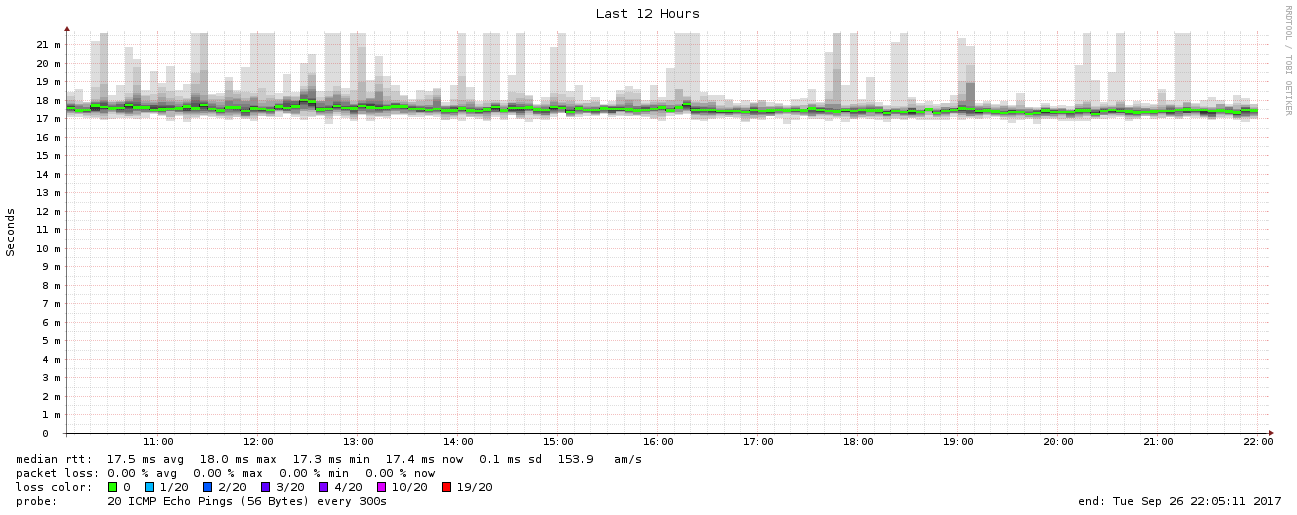 Last 12 Hours
RRDTOOL / TOBI OETIKER
Seconds
21 m
20 m
19 m
18 m
17 m
16 m
15 m
14 m
13 m
12 m
11 m
10 m
9 m
8 m
7 m
6 m
5 m
4 m
3 m
2 m
1 m
0
11:00 12:00 13:00 14:00 15:00 16:00 17:00 18:00 19:00 20:00 21:00 22:00
median rtt: 17.5 ms avg 18.0 ms max 17.3 ms min 17.4 ms now 0.1 ms sd 153.9 am/s
packet loss: 0.00 % avg 0.00 % max 0.00 % min 0.00 % now
loss color: 0 1/20 2/20 3/20 4/20 10/20 19/20
probe: 20 ICMP Echo Pings (56 Bytes) every 300s end: Tue Sep 26 22:05:11 2017